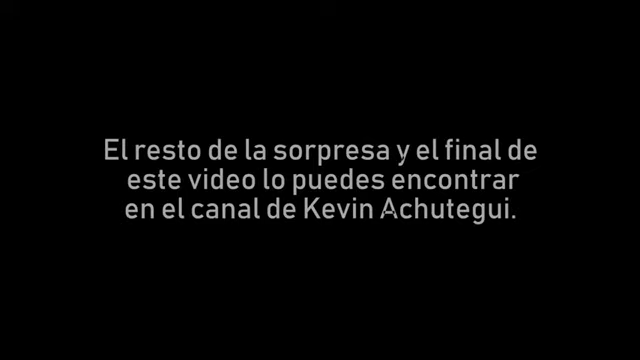 El resto de la sorpresa y el final de
este video lo puedes encontrar
en el canal de Kevin Achutegui.